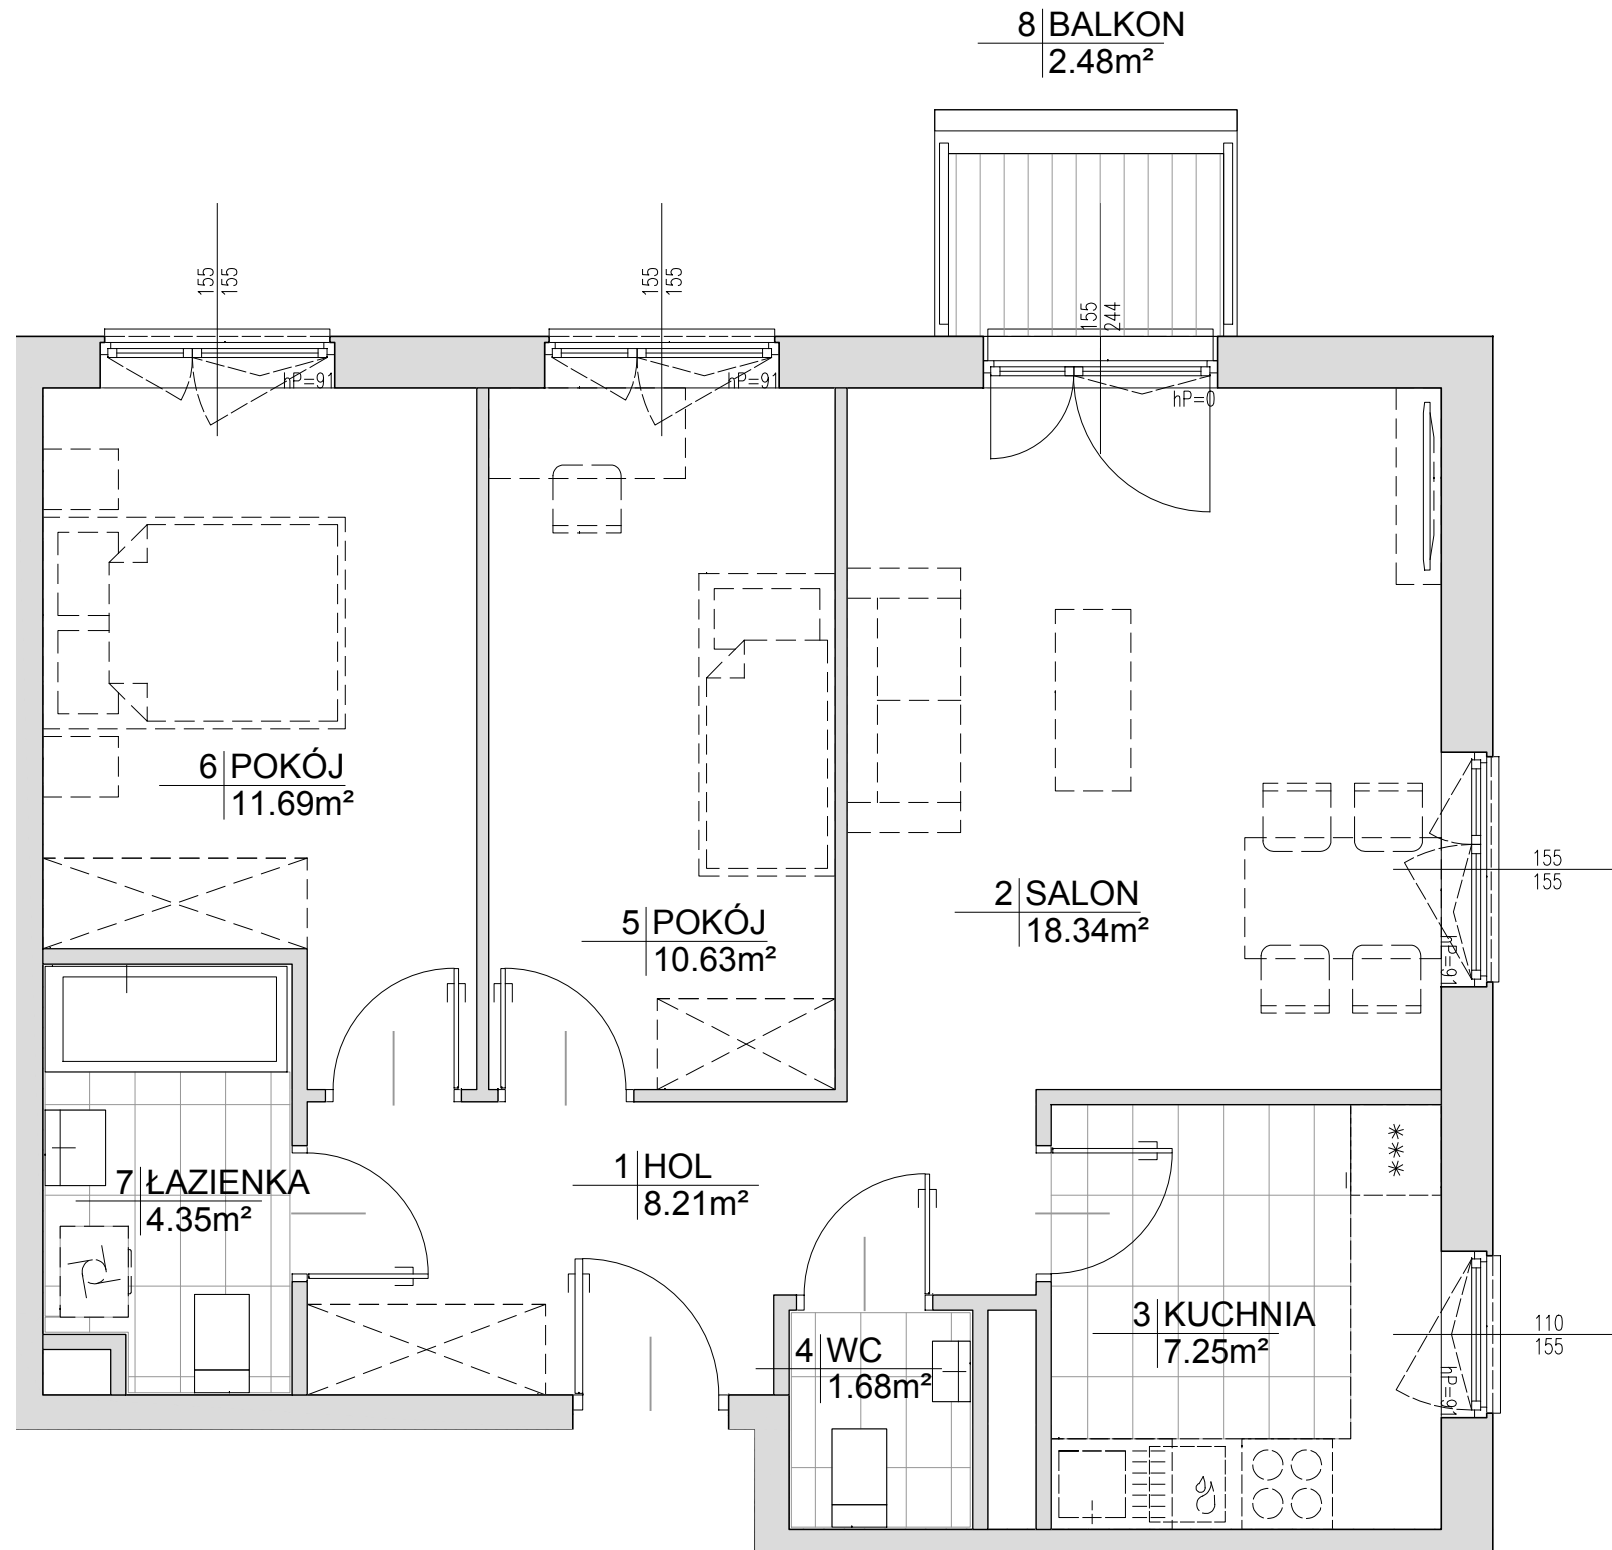 8 BALKON
2.48m²
155
155
155
155
155
244
hP=91
hP=91
hP=0
6 POKÓJ
11.69m²
5 POKÓJ
10.63m²
2 SALON
18.34m²
155
155
hP=91
7 ŁAZIENKA
4.35m²
1 HOL
8.21m²
***
3 KUCHNIA
7.25m²
110
155
hP=91
4 WC
1.68m²